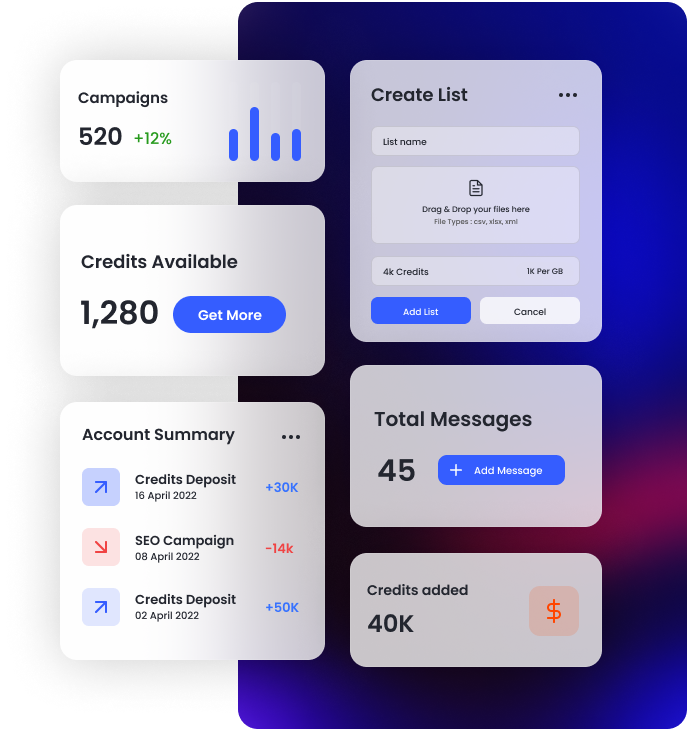 Campaigns
520 +12%
Credits Available
1,280 Get More
Account Summary
Credits Deposit
16 April 2022
+30K
SEO Campaign
08 April 2022
-14k
Credits Deposit
02 April 2022
+50K
Create List
List name
Drag & Drop your files here
File Types : csv, xlsx, xml
4k Credits 1K Per GB
Add List Cancel
Total Messages
45 Add Message
Credits added
40K
$